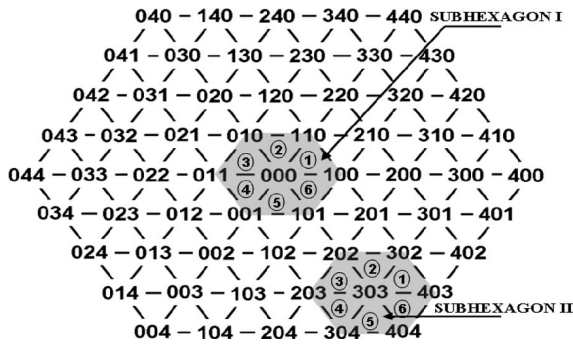 040 – 140 – 240 – 340 – 440
SUBHEXAGON I
041 – 030 – 130 – 230 – 330 – 430
042 – 031 – 020 – 120 – 220 – 320 – 420
043 – 032 – 021 – 010 – 110 – 210 – 310 – 410
③ ② ①
044 – 033 – 022 – 011 – 000 – 100 – 200 – 300 – 400
④ ⑤ ⑥
034 – 023 – 012 – 001 – 101 – 201 – 301 – 401
024 – 013 – 002 – 102 – 202 – 302 – 402
③ ② ①
014 – 003 – 103 – 203 – 303 – 403
④ ⑤ ⑥
SUBHEXAGON II
004 – 104 – 204 – 304 – 404